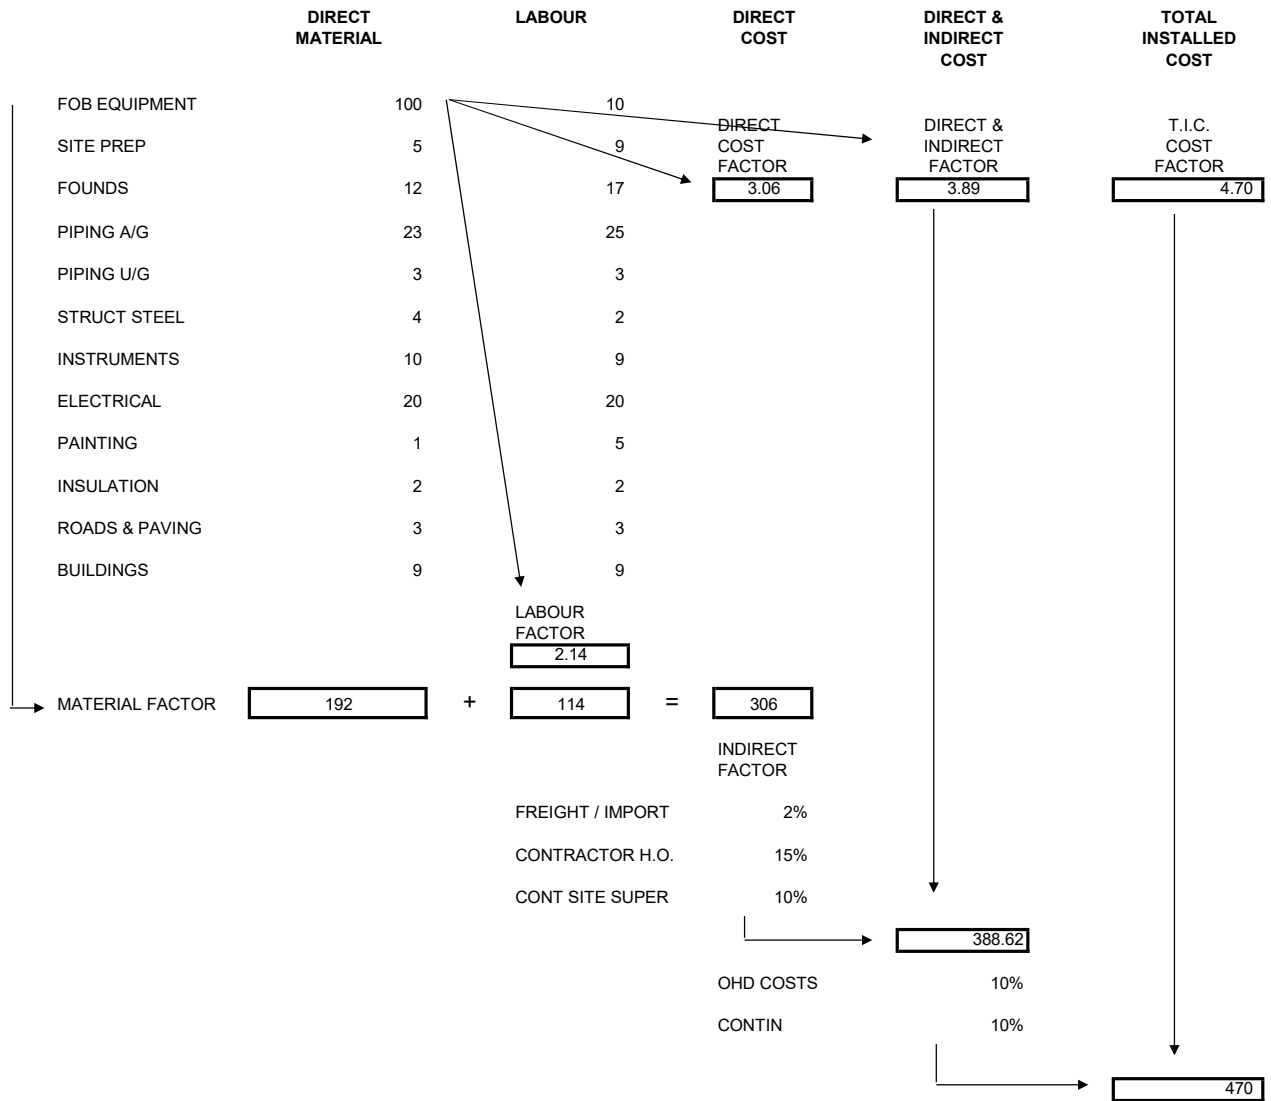 DIRECT MATERIAL LABOUR DIRECT COST DIRECT & INDIRECT COST TOTAL INSTALLED COST
FOB EQUIPMENT 100 10
DIRECT COST FACTOR DIRECT & INDIRECT FACTOR T.I.C. COST FACTOR
SITE PREP 5 9
FOUNDS 12 17 3.06 3.89 4.70
PIPING A/G 23 25
PIPING U/G 3 3
STRUCT STEEL 4 2
INSTRUMENTS 10 9
ELECTRICAL 20 20
PAINTING 1 5
INSULATION 2 2
ROADS & PAVING 3 3
BUILDINGS 9 9
LABOUR
FACTOR
2.14
MATERIAL FACTOR 192 + 114 = 306
INDIRECT
FACTOR
FREIGHT / IMPORT 2%
CONTRACTOR H.O. 15%
CONT SITE SUPER 10%
388.62
OHD COSTS 10%
CONTIN 10%
470